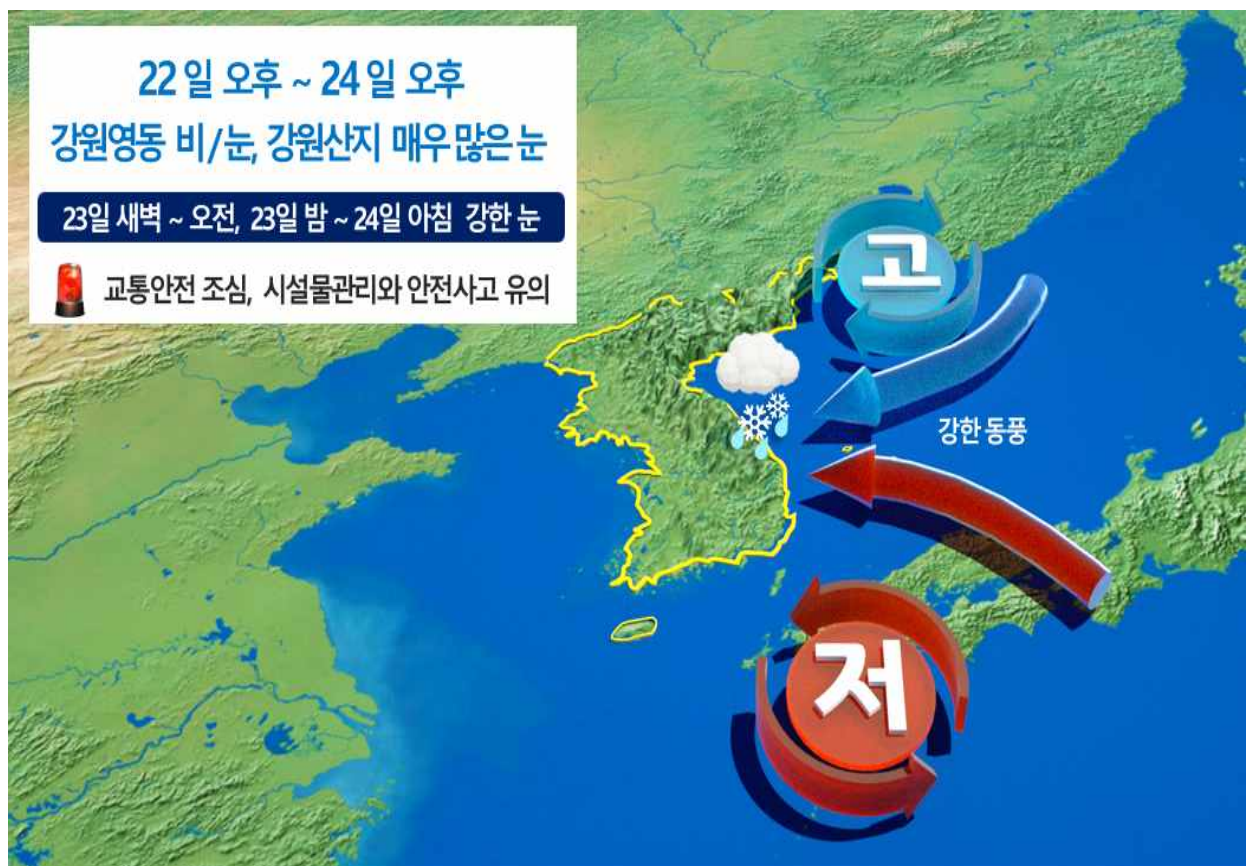 22일 오후 ~ 24일 오후
강원영동 비/눈, 강원산지 매우 많은 눈
23일 새벽 ~ 오전, 23일 밤 ~ 24일 아침 강한 눈
교통안전 조심, 시설물관리와 안전사고 유의
고
강한 동풍
저